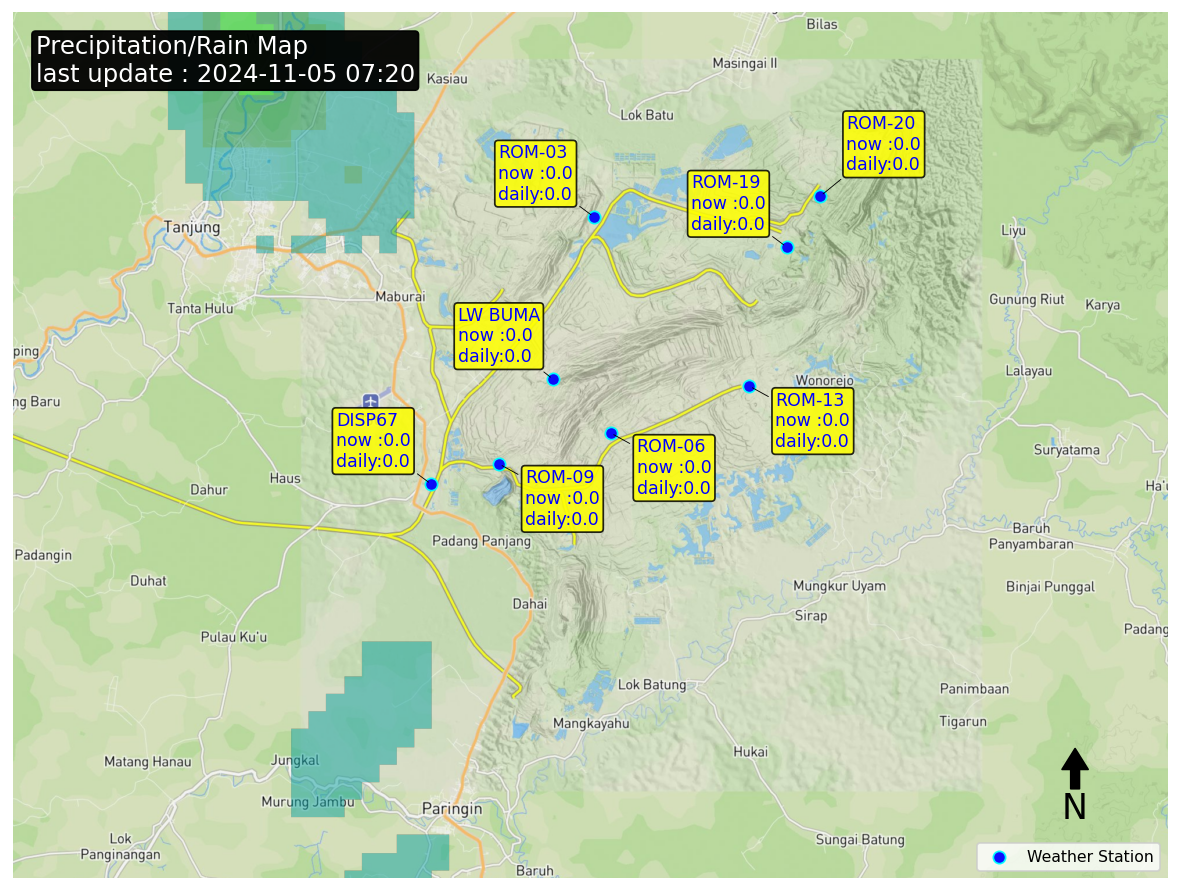 Precipitation/Rain Map
last update : 2024-11-05 07:20
Bilas
Masingai II
Kasiau
Lok Batu
ROM-20
now :0.0
daily:0.0
ROM-03
now :0.0
daily:0.0
ROM-19
now :0.0
daily:0.0
Tanjung
Liyu
Maburai
Tanta Hulu
Gunung Riut
Karya
LW BUMA
now :0.0
daily:0.0
ping
Lalayau
Wonorejo
ng Baru
ROM-13
now :0.0
daily:0.0
DISP67
now :0.0
daily:0.0
ROM-06
now :0.0
daily:0.0
Suryatama
ROM-09
now :0.0
daily:0.0
Haus
Dahur
Ha'u
Baruh
Panyambaran
Padang Panjang
Padangin
Duhat
Mungkur Uyam
Binjai Punggal
Dahai
Sirap
Padang
Pulau Ku'u
Lok Batung
Panimbaan
Mangkayahu
Tigarun
Hukai
Matang Hanau
Jungkal
Murung Jambu
Paringin
N
Lok
Panginangan
Sungai Batung
Weather Station
Baruh